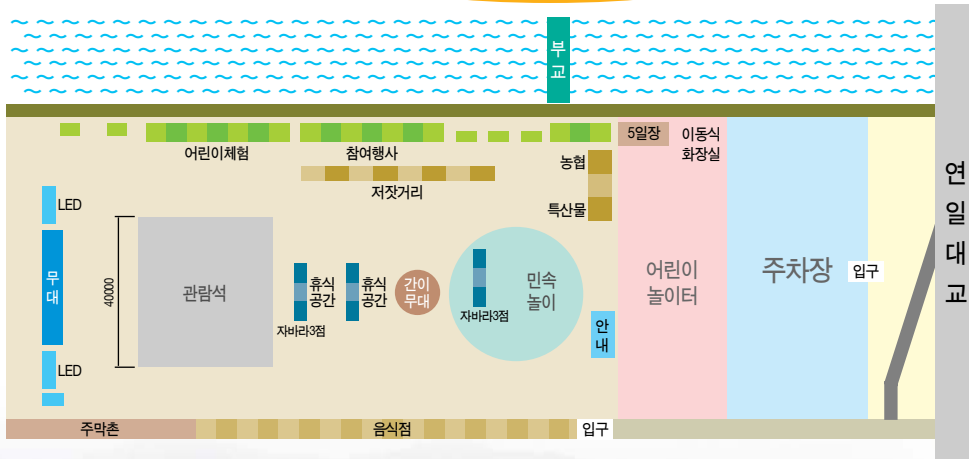 부교
5일장
이동식
화장실
어린이체험
참여행사
농협
저잣거리
특산물
LED
무대
LED
40000
관람석
휴식
공간
자바라3점
휴식
공간
간이
무대
민속
놀이
자바라3점
안내
어린이
놀이터
주차장
입구
연일대교
주막촌
음식점
입구